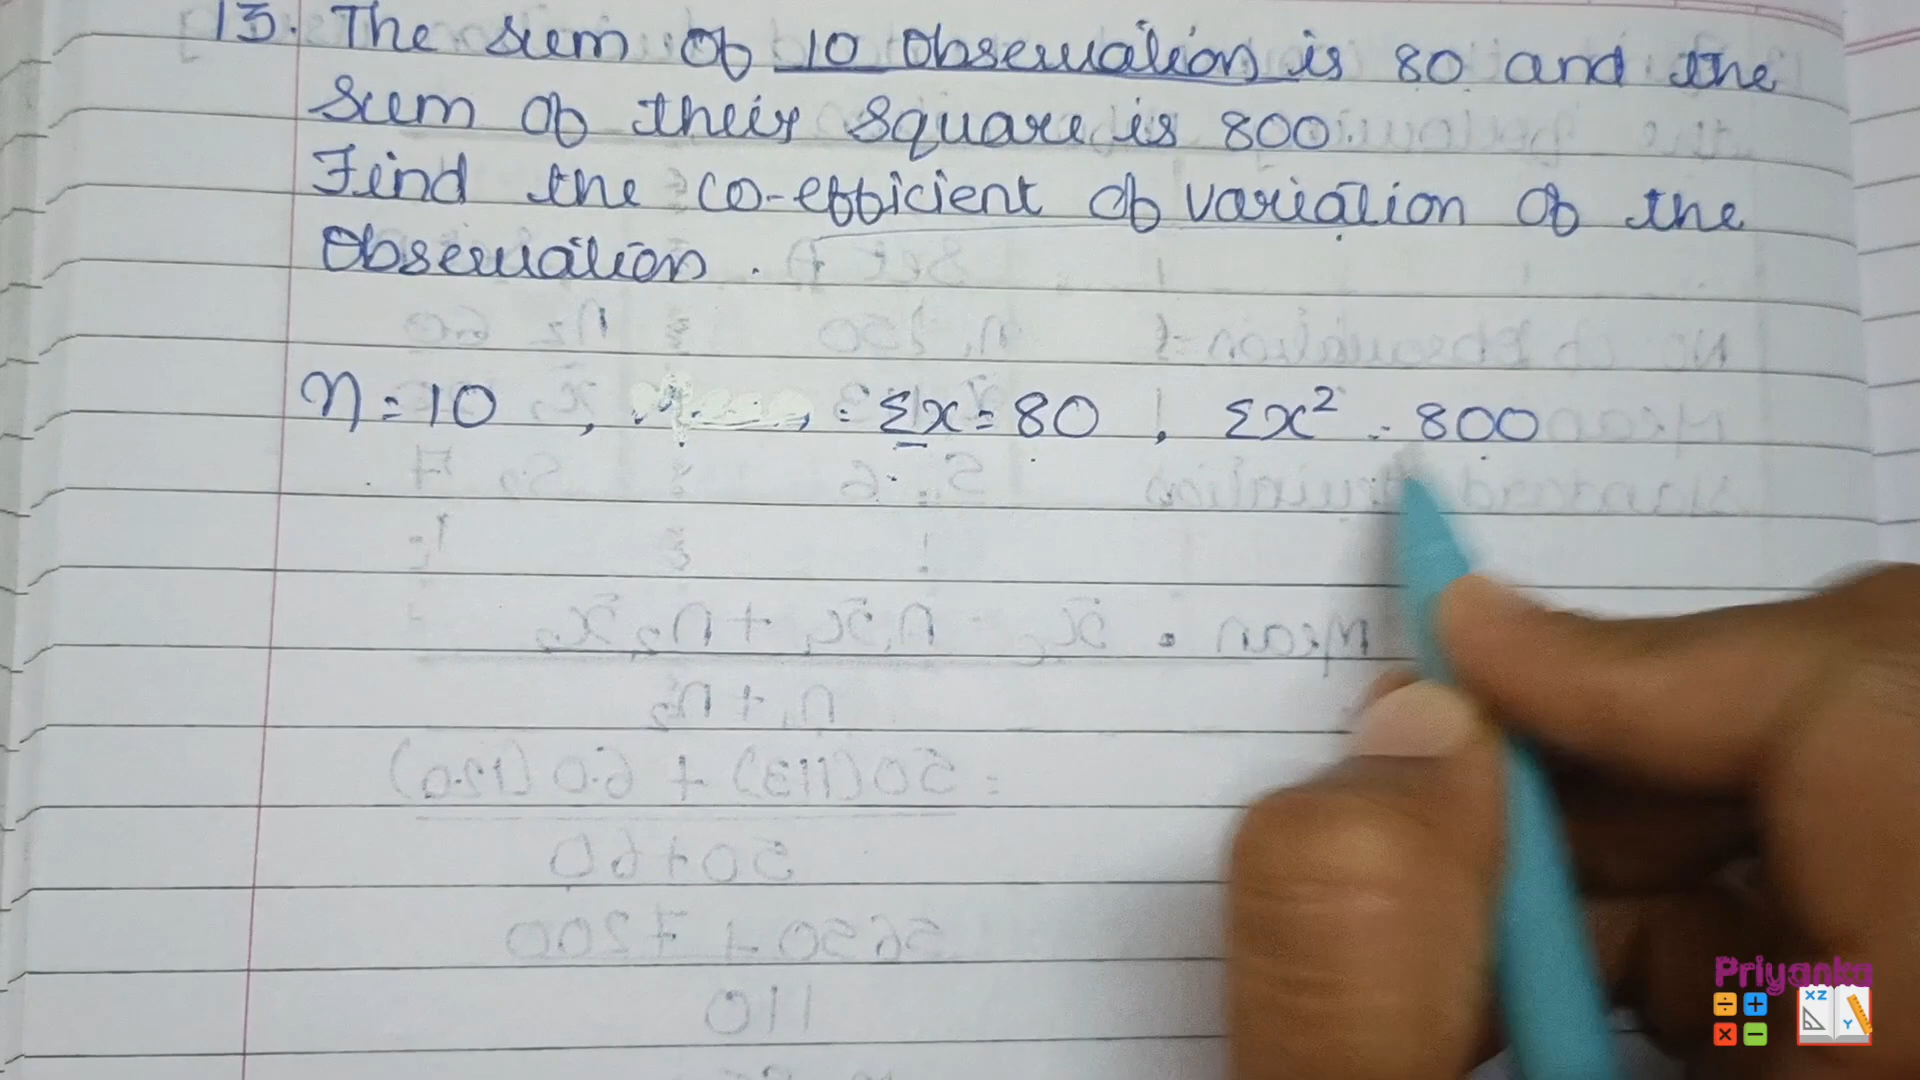 13. The sum of 10 observation is 80 and the
sum of their square is 800.
Find the co-efficient of variation of the
observation.
n = 10 , Σx = 80 , Σx² = 800
Priyanka
XZ
Y